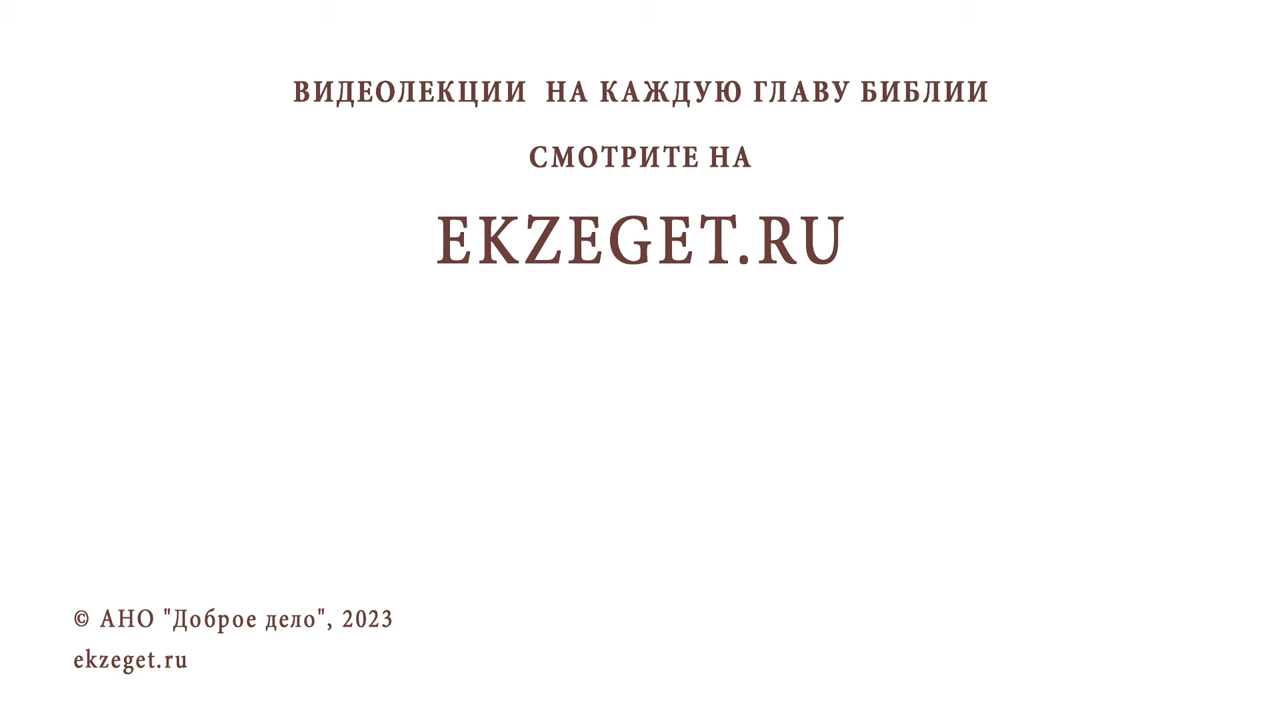 ВИДЕОЛЕКЦИИ НА КАЖДУЮ ГЛАВУ БИБЛИИ
СМОТРИТЕ НА
EKZEGET.RU
© АНО "Доброе дело", 2023
ekzeget.ru